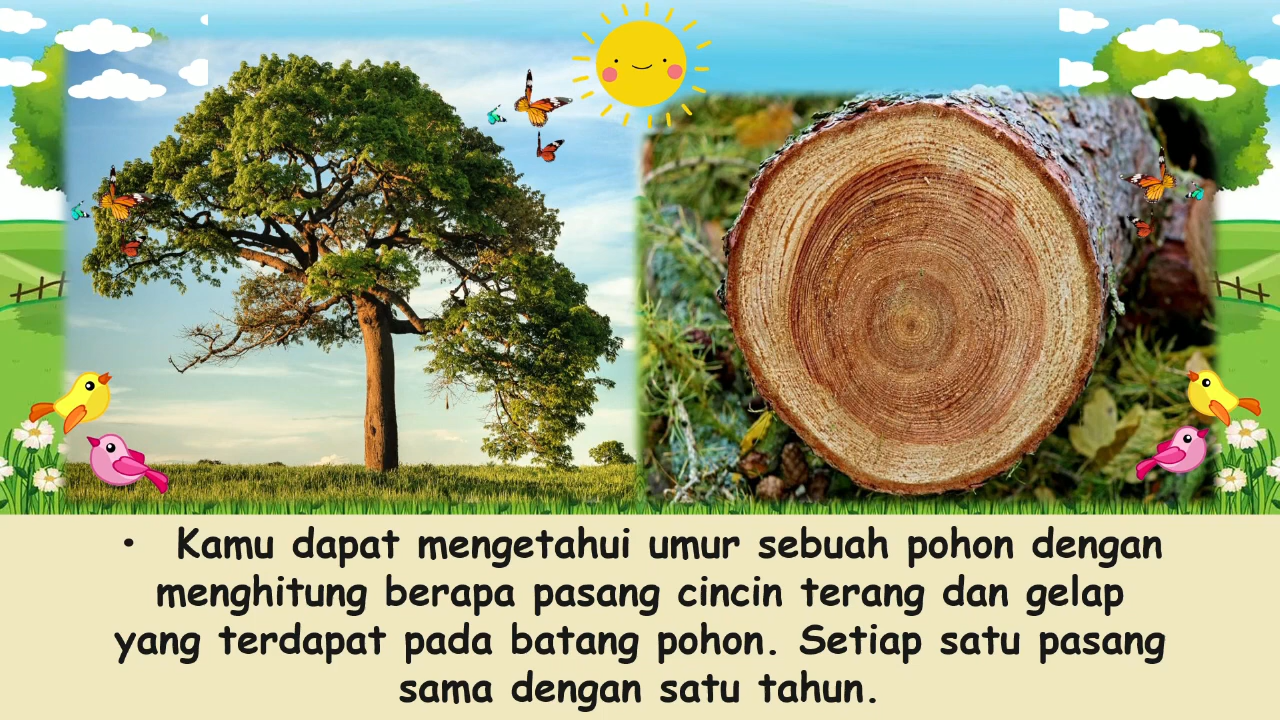 • Kamu dapat mengetahui umur sebuah pohon dengan
menghitung berapa pasang cincin terang dan gelap
yang terdapat pada batang pohon. Setiap satu pasang
sama dengan satu tahun.